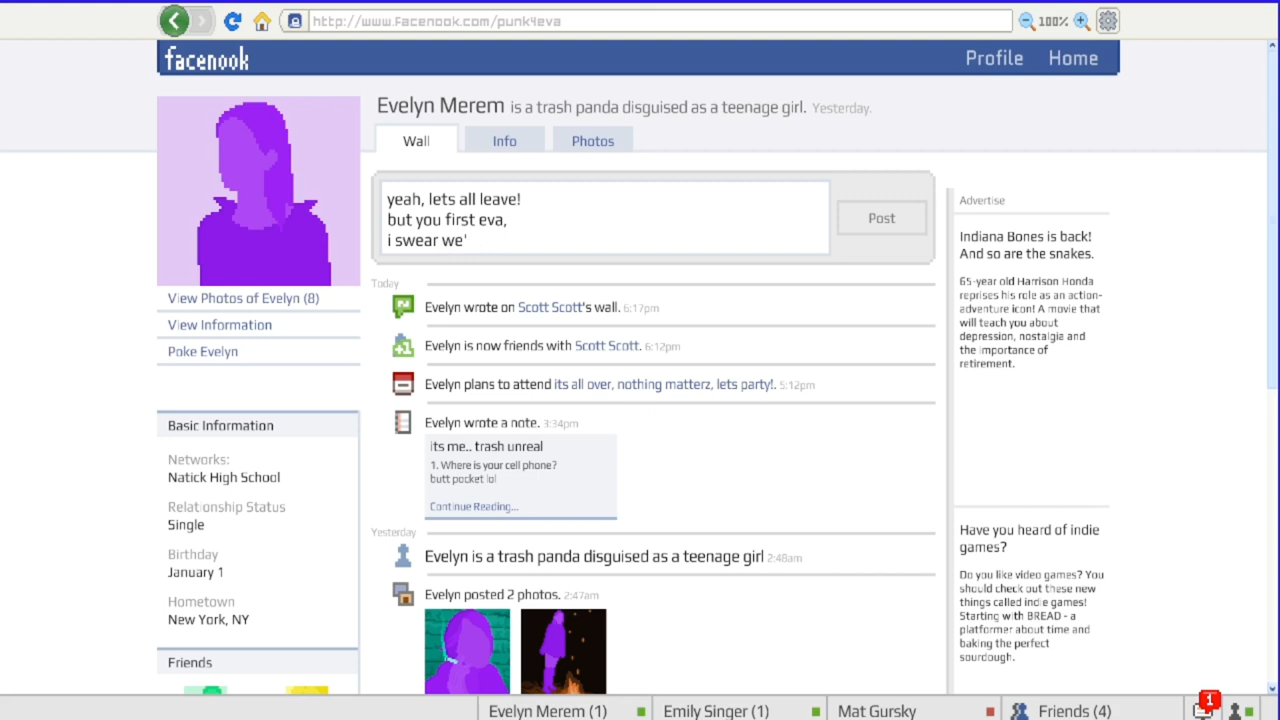 http://www.Facenook.com/punk4eva
100%
facenook
Profile Home
Evelyn Merem is a trash panda disguised as a teenage girl. Yesterday.
Wall Info Photos
yeah, lets all leave!
but you first eva,
i swear we'
Post
View Photos of Evelyn (8)
View Information
Poke Evelyn
Basic Information
Networks:
Natick High School
Relationship Status
Single
Birthday
January 1
Hometown
New York, NY
Friends
Today
Evelyn wrote on Scott Scott's wall. 6:17pm
Evelyn is now friends with Scott Scott. 6:12pm
Evelyn plans to attend its all over, nothing matterz, lets party!. 5:12pm
Evelyn wrote a note. 3:34pm
its me.. trash unreal
1. Where is your cell phone?
butt pocket lol
Continue Reading...
Yesterday
Evelyn is a trash panda disguised as a teenage girl 2:48am
Evelyn posted 2 photos. 2:47am
Advertise
Indiana Bones is back!
And so are the snakes.
65-year old Harrison Honda
reprises his role as an action-
adventure icon! A movie that
will teach you about
depression, nostalgia and
the importance of
retirement.
Have you heard of indie
games?
Do you like video games? You
should check out these new
things called indie games!
Starting with BREAD - a
platformer about time and
baking the perfect
sourdough.
Evelyn Merem (1)
Emily Singer (1)
Mat Gursky
Friends (4)
1